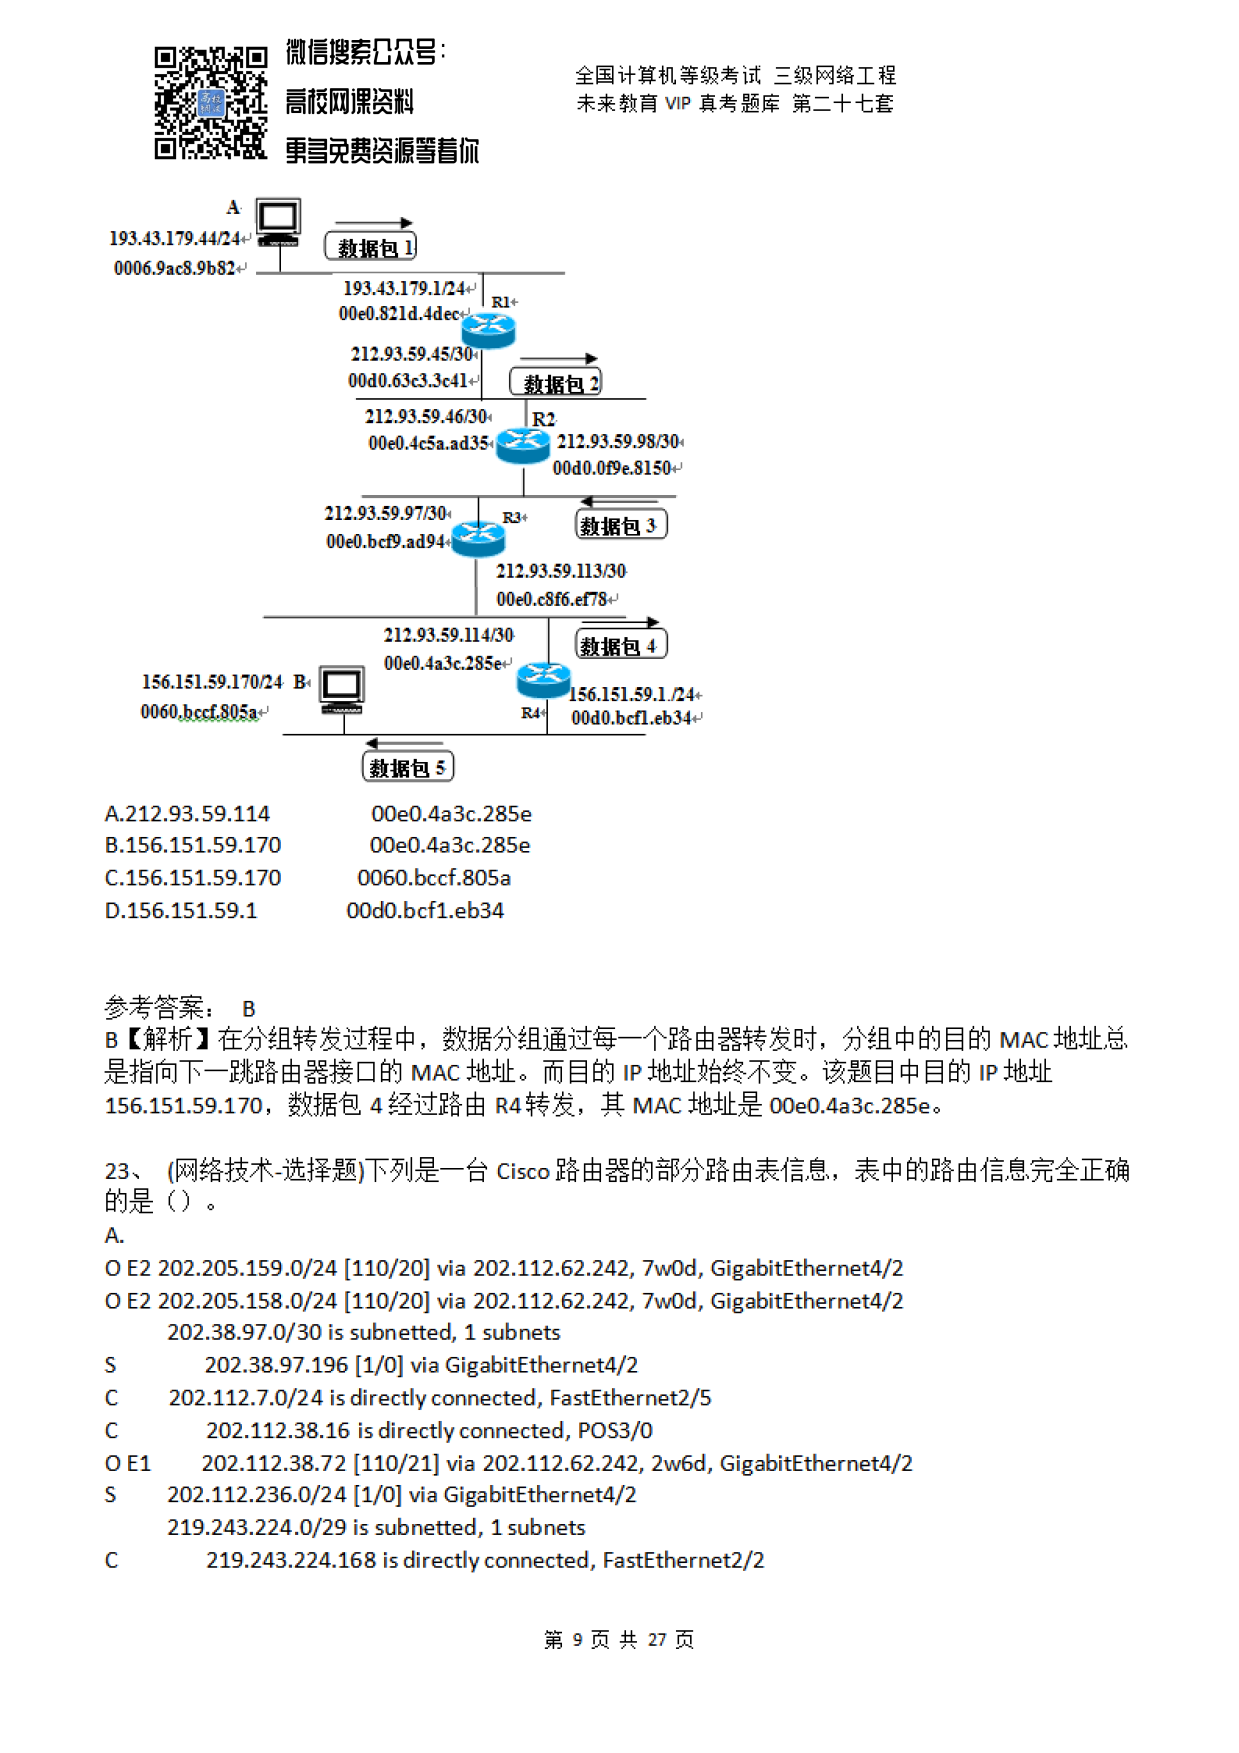 微信搜索公众号：
高校网课资料
更多免费资源等着你
全国计算机等级考试 三级网络工程
未来教育 VIP 真考题库 第二十七套
A
193.43.179.44/24
0006.9ac8.9b82
数据包 1
193.43.179.1/24
R1
00e0.821d.4dec
212.93.59.45/30
00d0.63c3.3c41
数据包 2
212.93.59.46/30
R2
00e0.4c5a.ad35
212.93.59.98/30
00d0.0f9e.8150
212.93.59.97/30
R3
数据包 3
00e0.bcf9.ad94
212.93.59.113/30
00e0.c8f6.ef78
212.93.59.114/30
数据包 4
00e0.4a3c.285e
156.151.59.170/24 B
0060.bccf.805a
156.151.59.1./24
R4
00d0.bcf1.eb34
数据包 5
A.212.93.59.114 00e0.4a3c.285e
B.156.151.59.170 00e0.4a3c.285e
C.156.151.59.170 0060.bccf.805a
D.156.151.59.1 00d0.bcf1.eb34
参考答案： B
B【解析】在分组转发过程中，数据分组通过每一个路由器转发时，分组中的目的 MAC 地址总
是指向下一跳路由器接口的 MAC 地址。而目的 IP 地址始终不变。该题目中目的 IP 地址
156.151.59.170，数据包 4 经过路由 R4 转发，其 MAC 地址是 00e0.4a3c.285e。
23、 (网络技术-选择题)下列是一台 Cisco 路由器的部分路由表信息，表中的路由信息完全正确
的是（）。
A.
O E2 202.205.159.0/24 [110/20] via 202.112.62.242, 7w0d, GigabitEthernet4/2
O E2 202.205.158.0/24 [110/20] via 202.112.62.242, 7w0d, GigabitEthernet4/2
202.38.97.0/30 is subnetted, 1 subnets
S 202.38.97.196 [1/0] via GigabitEthernet4/2
C 202.112.7.0/24 is directly connected, FastEthernet2/5
C 202.112.38.16 is directly connected, POS3/0
O E1 202.112.38.72 [110/21] via 202.112.62.242, 2w6d, GigabitEthernet4/2
S 202.112.236.0/24 [1/0] via GigabitEthernet4/2
219.243.224.0/29 is subnetted, 1 subnets
C 219.243.224.168 is directly connected, FastEthernet2/2
第 9 页 共 27 页